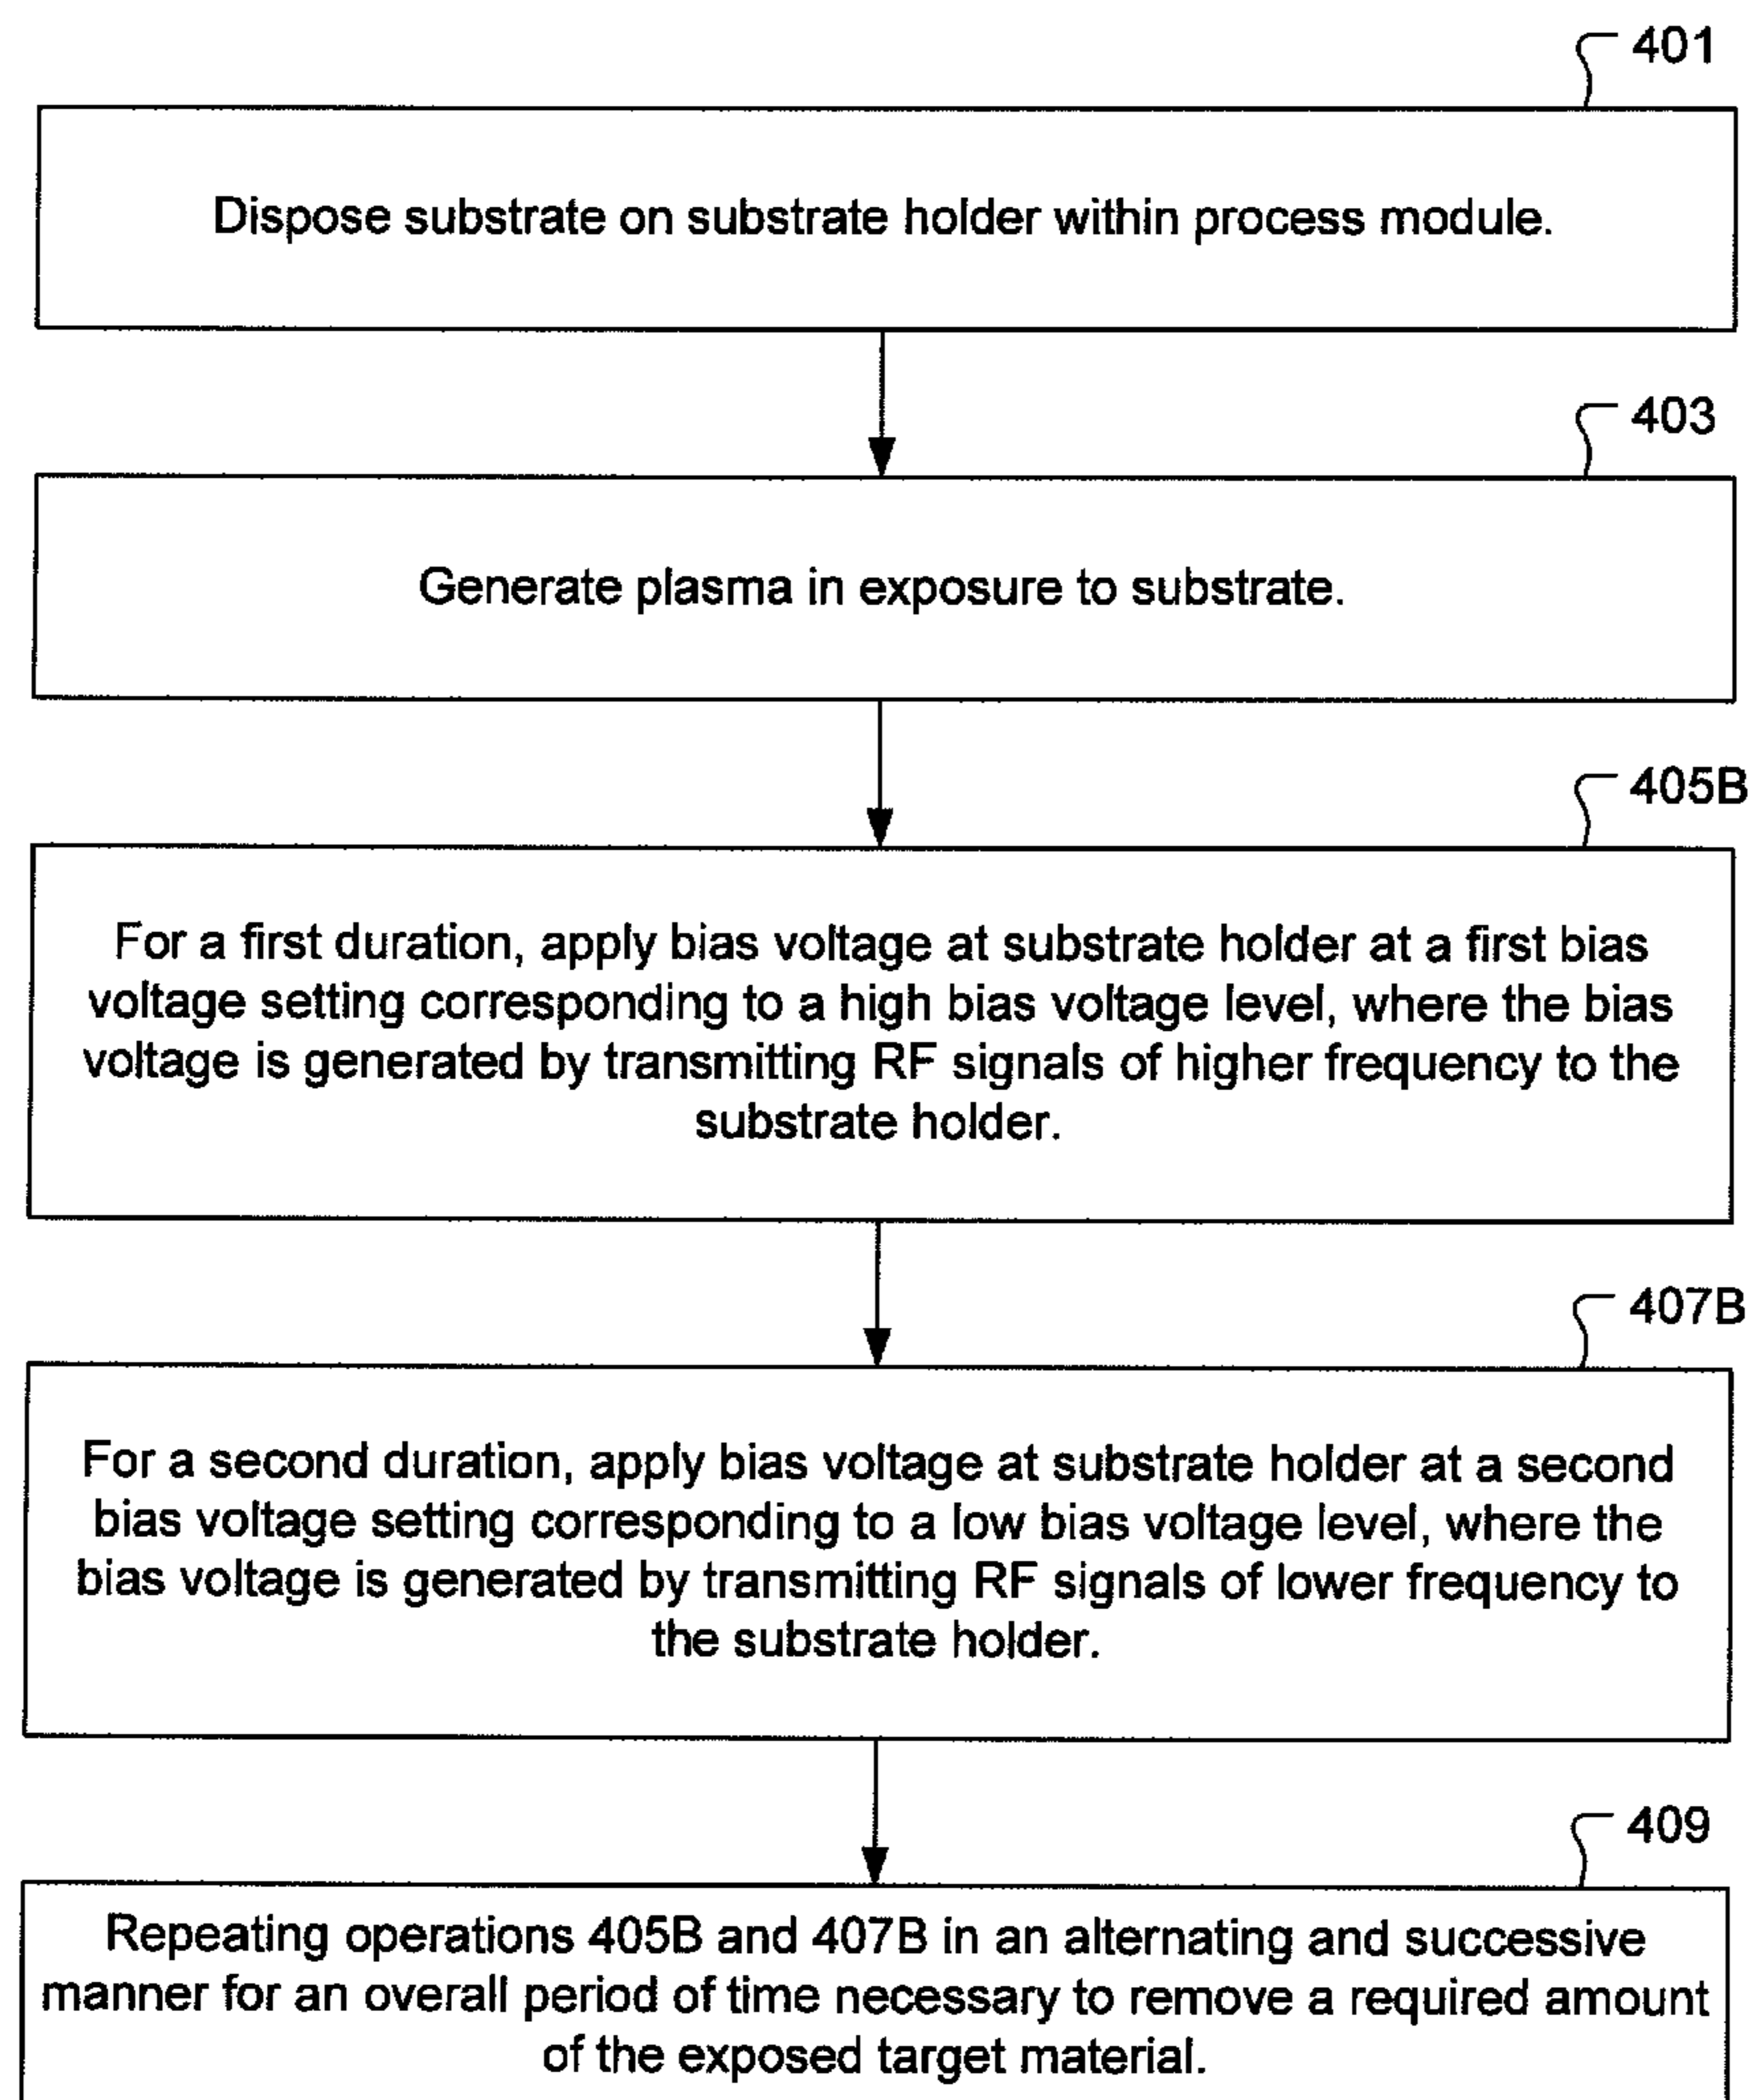 401
Dispose substrate on substrate holder within process module.
403
Generate plasma in exposure to substrate.
405B
For a first duration, apply bias voltage at substrate holder at a first bias
voltage setting corresponding to a high bias voltage level, where the bias
voltage is generated by transmitting RF signals of higher frequency to the
substrate holder.
407B
For a second duration, apply bias voltage at substrate holder at a second
bias voltage setting corresponding to a low bias voltage level, where the
bias voltage is generated by transmitting RF signals of lower frequency to
the substrate holder.
409
Repeating operations 405B and 407B in an alternating and successive
manner for an overall period of time necessary to remove a required amount
of the exposed target material.